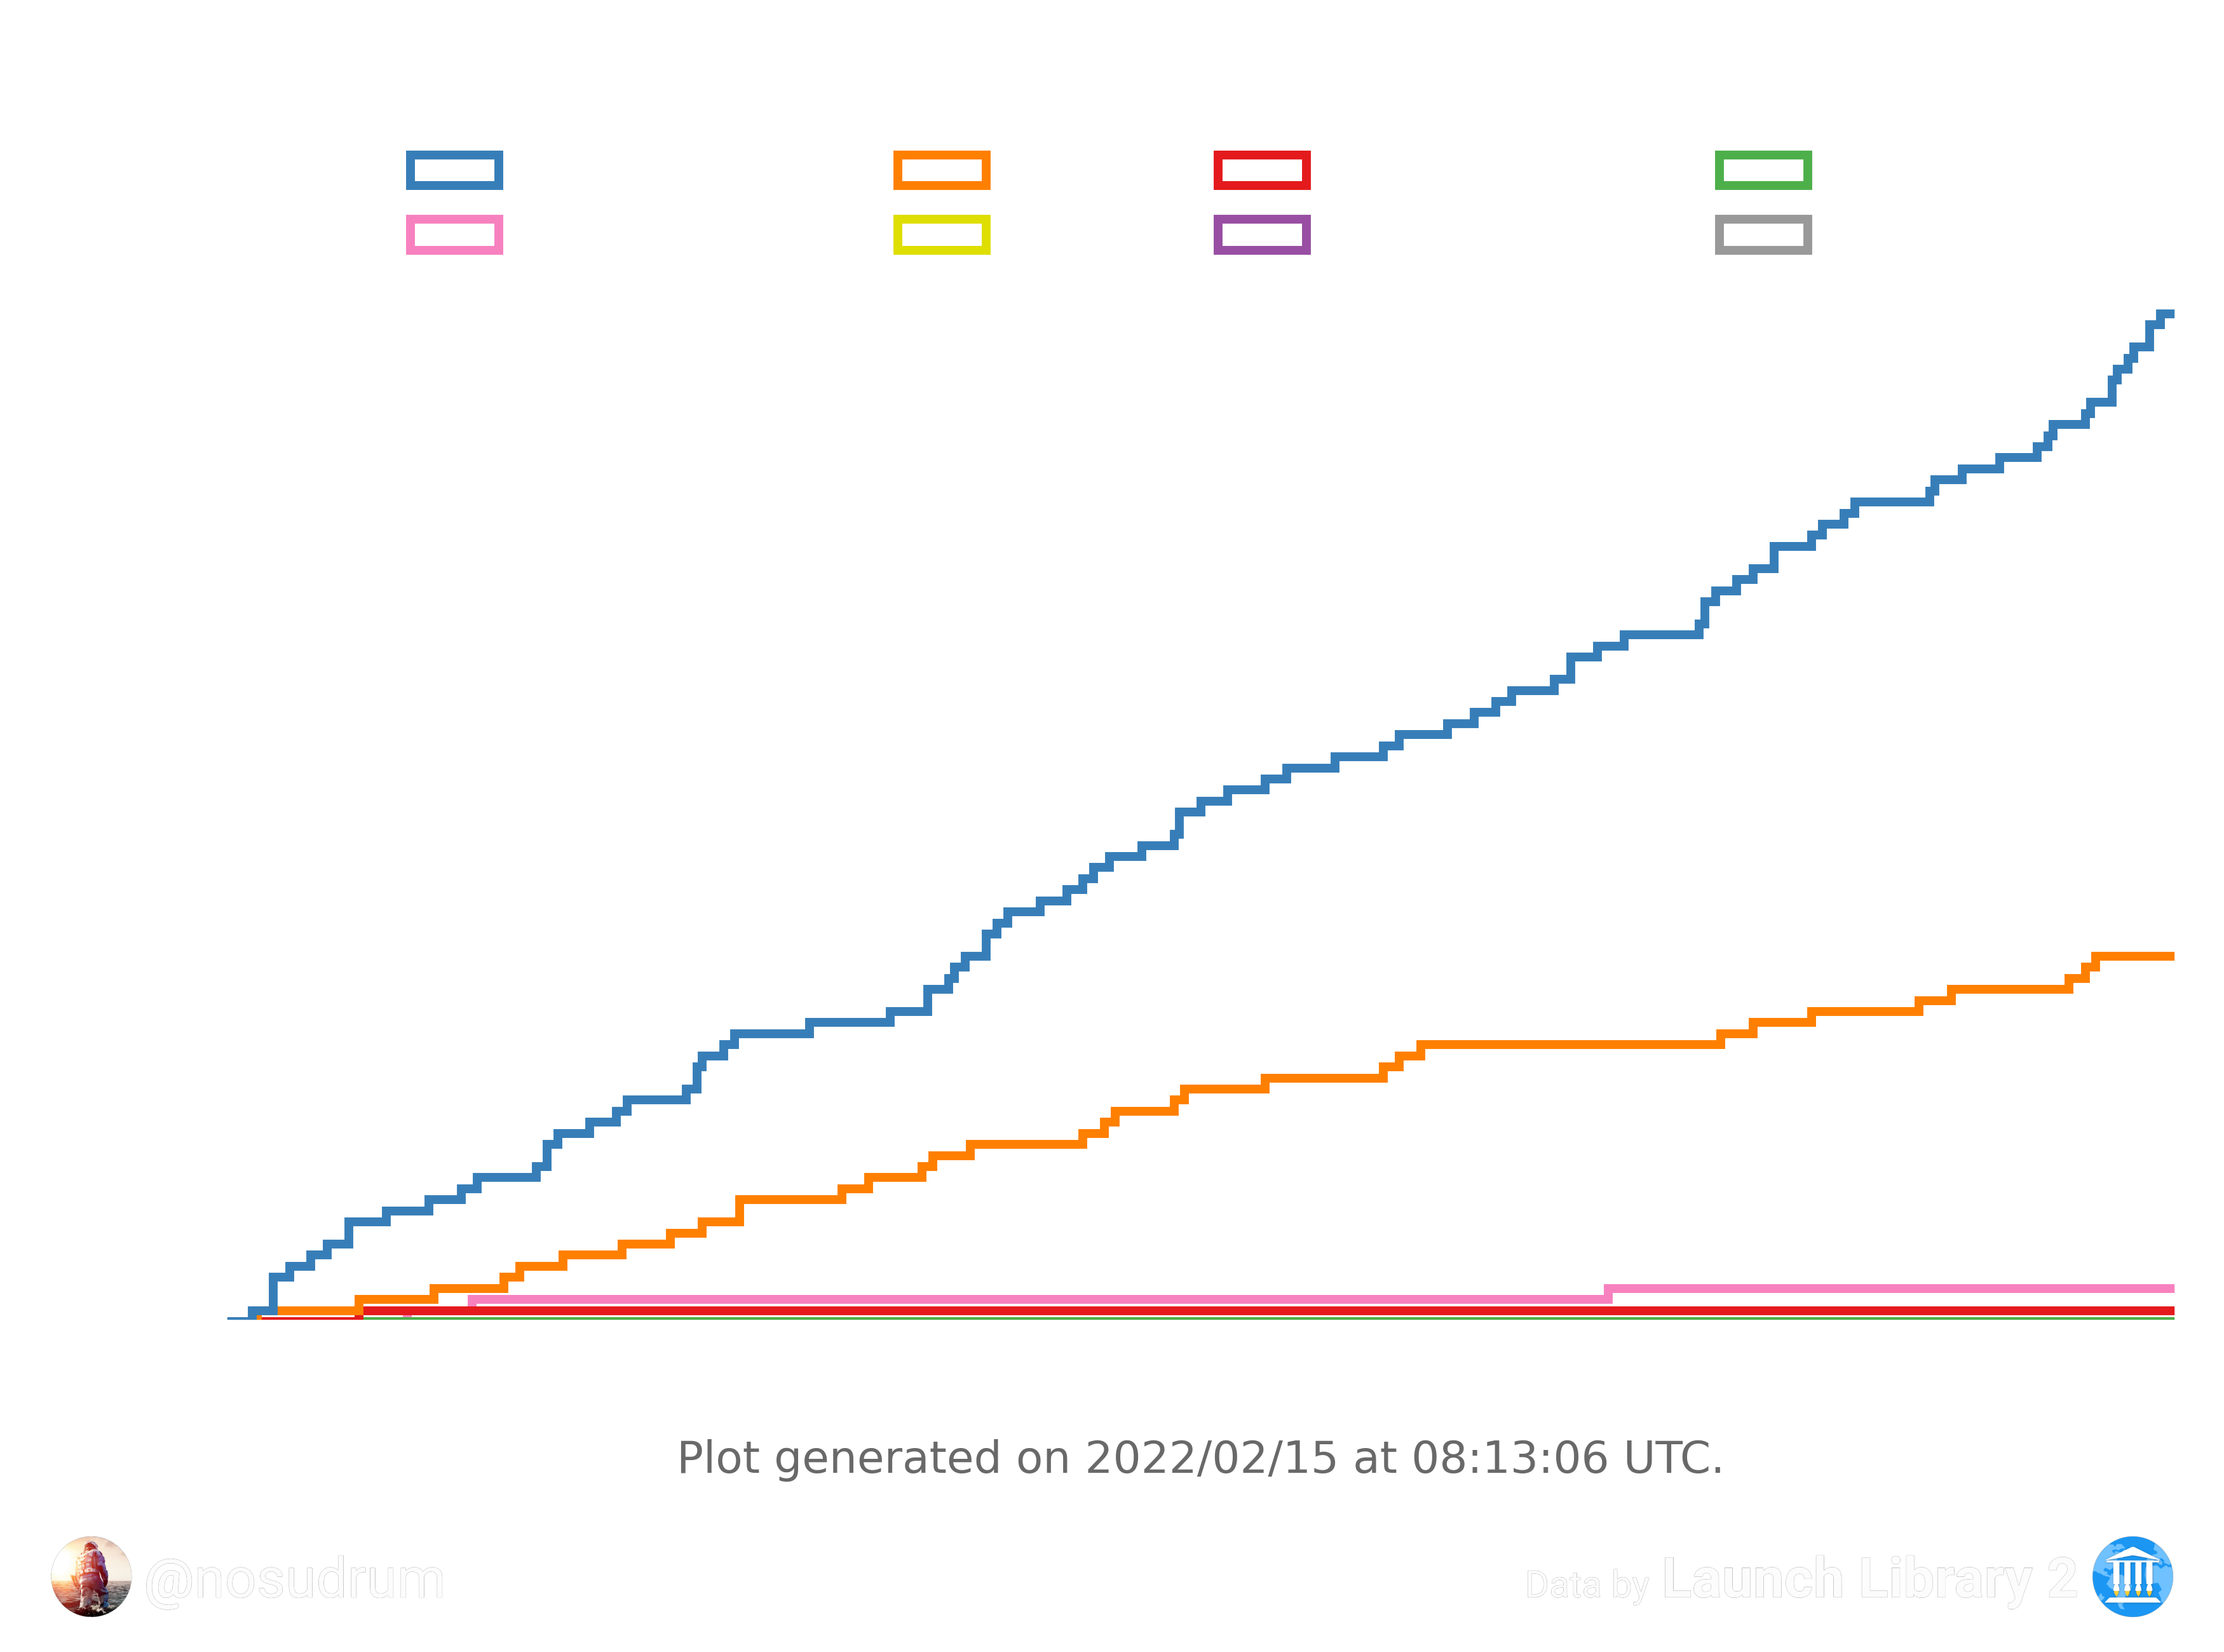 Plot generated on 2022/02/15 at 08:13:06 UTC.
@nosudrum
Data by Launch Library 2